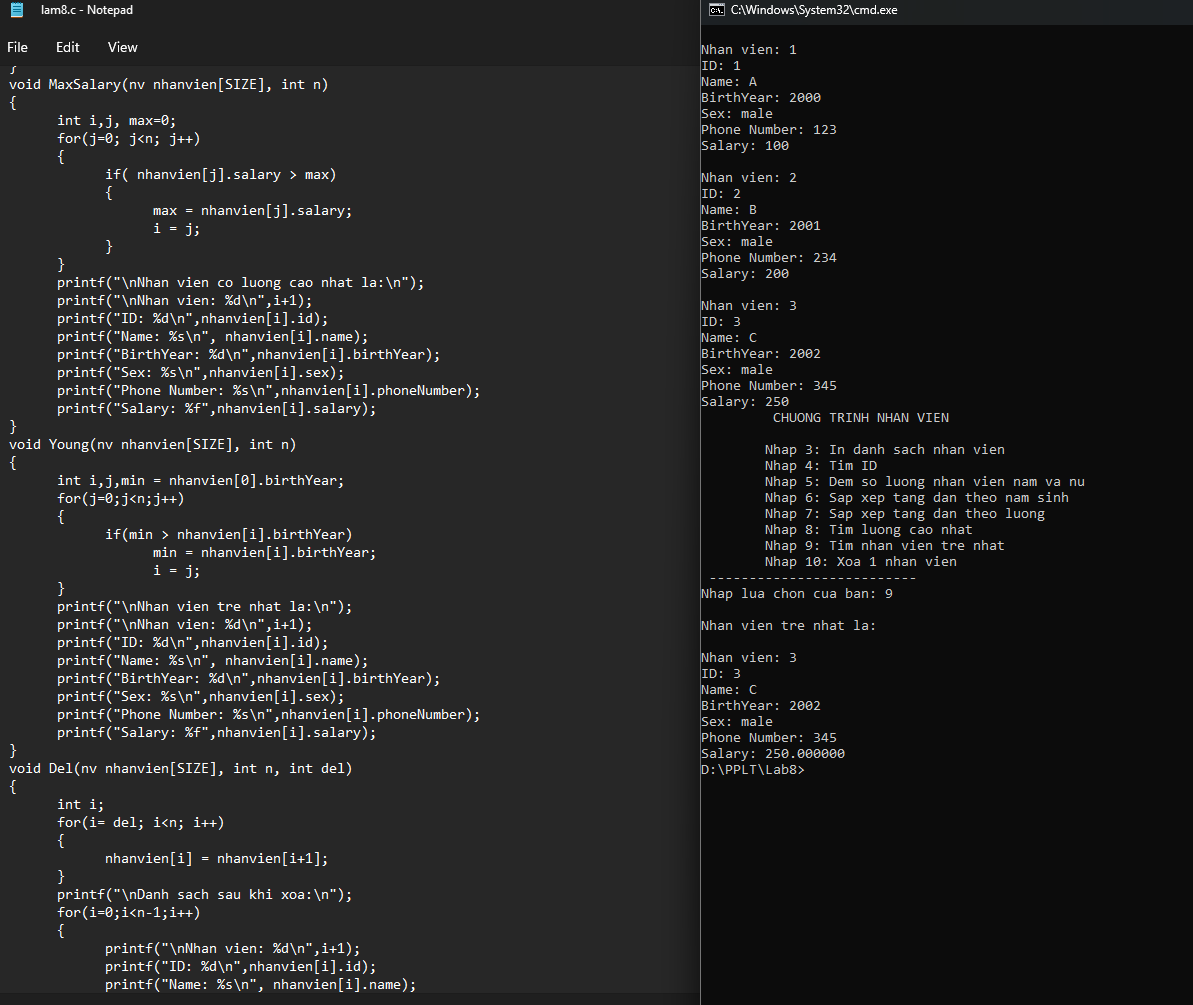 lam8.c - Notepad
File Edit View
}
void MaxSalary(nv nhanvien[SIZE], int n)
{
int i,j, max=0;
for(j=0; j<n; j++)
{
if( nhanvien[j].salary > max)
{
max = nhanvien[j].salary;
i = j;
}
}
printf("\nNhan vien co luong cao nhat la:\n");
printf("\nNhan vien: %d\n",i+1);
printf("ID: %d\n",nhanvien[i].id);
printf("Name: %s\n", nhanvien[i].name);
printf("BirthYear: %d\n",nhanvien[i].birthYear);
printf("Sex: %s\n",nhanvien[i].sex);
printf("Phone Number: %s\n",nhanvien[i].phoneNumber);
printf("Salary: %f",nhanvien[i].salary);
}
void Young(nv nhanvien[SIZE], int n)
{
int i,j,min = nhanvien[0].birthYear;
for(j=0;j<n;j++)
{
if(min > nhanvien[i].birthYear)
min = nhanvien[i].birthYear;
i = j;
}
printf("\nNhan vien tre nhat la:\n");
printf("\nNhan vien: %d\n",i+1);
printf("ID: %d\n",nhanvien[i].id);
printf("Name: %s\n", nhanvien[i].name);
printf("BirthYear: %d\n",nhanvien[i].birthYear);
printf("Sex: %s\n",nhanvien[i].sex);
printf("Phone Number: %s\n",nhanvien[i].phoneNumber);
printf("Salary: %f",nhanvien[i].salary);
}
void Del(nv nhanvien[SIZE], int n, int del)
{
int i;
for(i= del; i<n; i++)
{
nhanvien[i] = nhanvien[i+1];
}
printf("\nDanh sach sau khi xoa:\n");
for(i=0;i<n-1;i++)
{
printf("\nNhan vien: %d\n",i+1);
printf("ID: %d\n",nhanvien[i].id);
printf("Name: %s\n", nhanvien[i].name);
C:\Windows\System32\cmd.exe
Nhan vien: 1
ID: 1
Name: A
BirthYear: 2000
Sex: male
Phone Number: 123
Salary: 100
Nhan vien: 2
ID: 2
Name: B
BirthYear: 2001
Sex: male
Phone Number: 234
Salary: 200
Nhan vien: 3
ID: 3
Name: C
BirthYear: 2002
Sex: male
Phone Number: 345
Salary: 250
CHUONG TRINH NHAN VIEN
Nhap 3: In danh sach nhan vien
Nhap 4: Tim ID
Nhap 5: Dem so luong nhan vien nam va nu
Nhap 6: Sap xep tang dan theo nam sinh
Nhap 7: Sap xep tang dan theo luong
Nhap 8: Tim luong cao nhat
Nhap 9: Tim nhan vien tre nhat
Nhap 10: Xoa 1 nhan vien
--------------------------
Nhap lua chon cua ban: 9
Nhan vien tre nhat la:
Nhan vien: 3
ID: 3
Name: C
BirthYear: 2002
Sex: male
Phone Number: 345
Salary: 250.000000
D:\PPLT\Lab8>